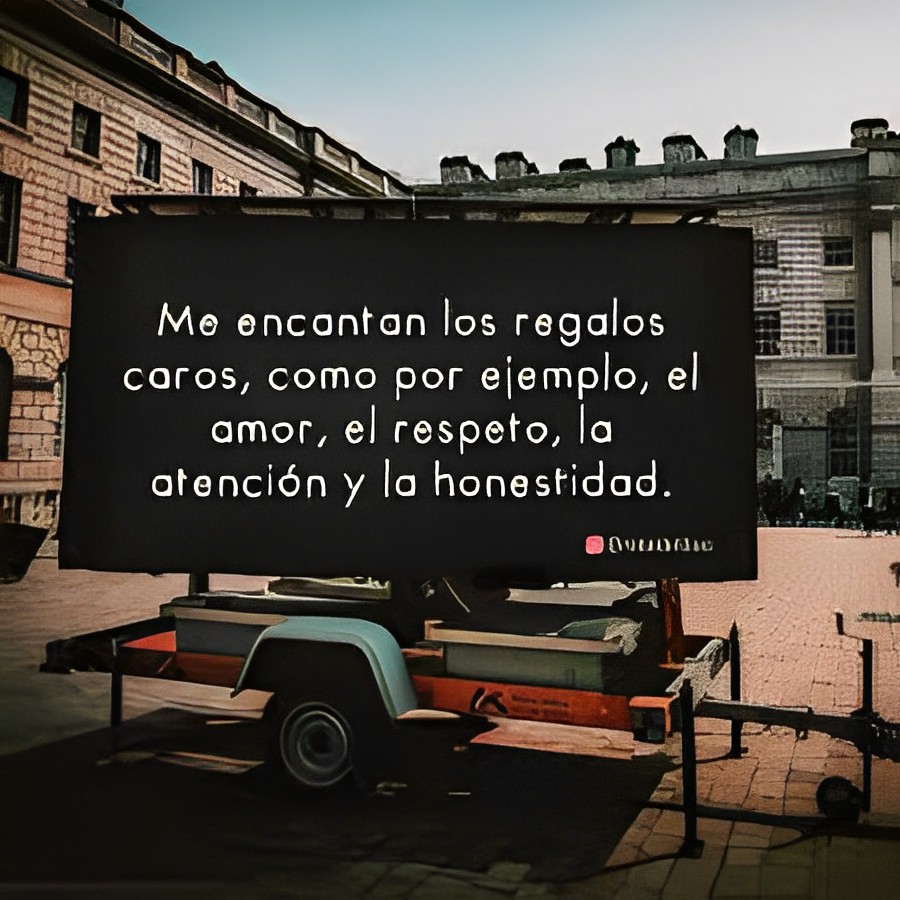 Me encantan los regalos
caros, como por ejemplo, el
amor, el respeto, la
atención y la honestidad.